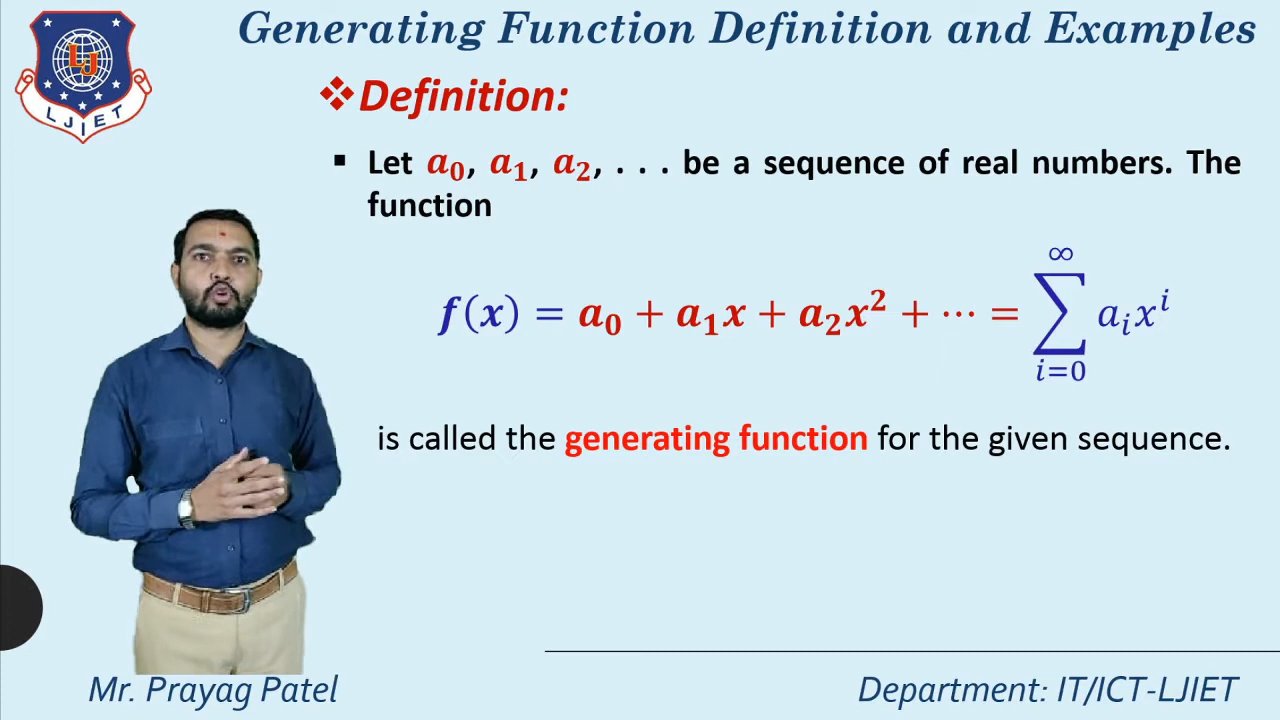 Generating Function Definition and Examples
LJIET
LJ
❖Definition:
▪ Let a₀, a₁, a₂, . . . be a sequence of real numbers. The
function
f(x) = a₀ + a₁x + a₂x² + ⋯ = ∑_{i=0}^{∞} aᵢxⁱ
is called the generating function for the given sequence.
Mr. Prayag Patel
Department: IT/ICT-LJIET